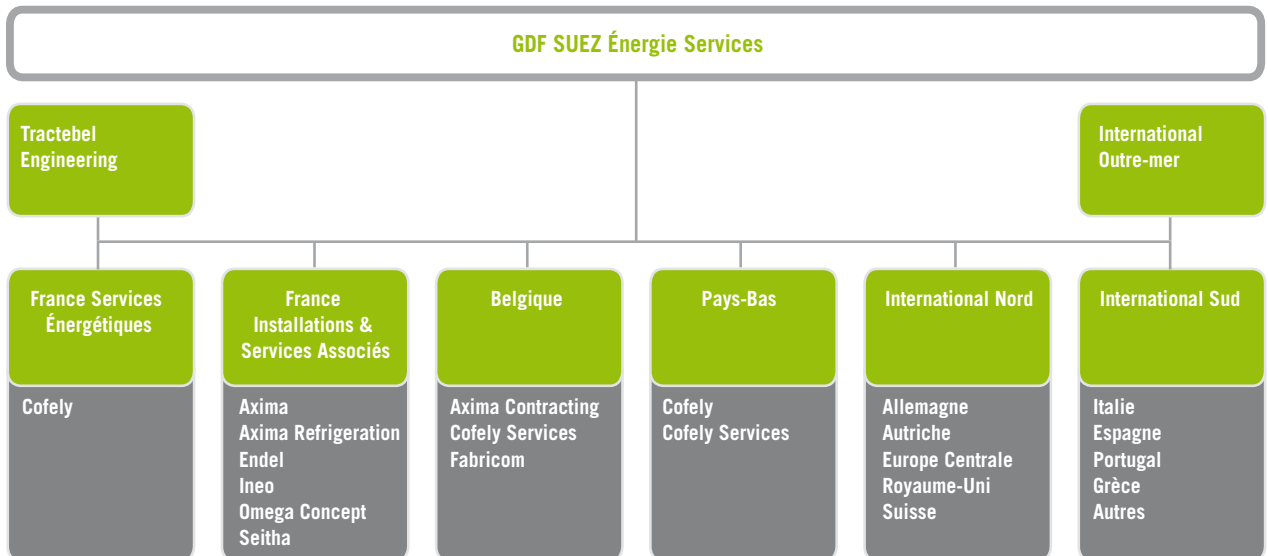 GDF SUEZ Énergie Services
Tractebel
Engineering
International
Outre-mer
France Services
Énergétiques
Cofely
France
Installations &
Services Associés
Axima
Axima Refrigeration
Endel
Ineo
Omega Concept
Seitha
Belgique
Axima Contracting
Cofely Services
Fabricom
Pays-Bas
Cofely
Cofely Services
International Nord
Allemagne
Autriche
Europe Centrale
Royaume-Uni
Suisse
International Sud
Italie
Espagne
Portugal
Grèce
Autres